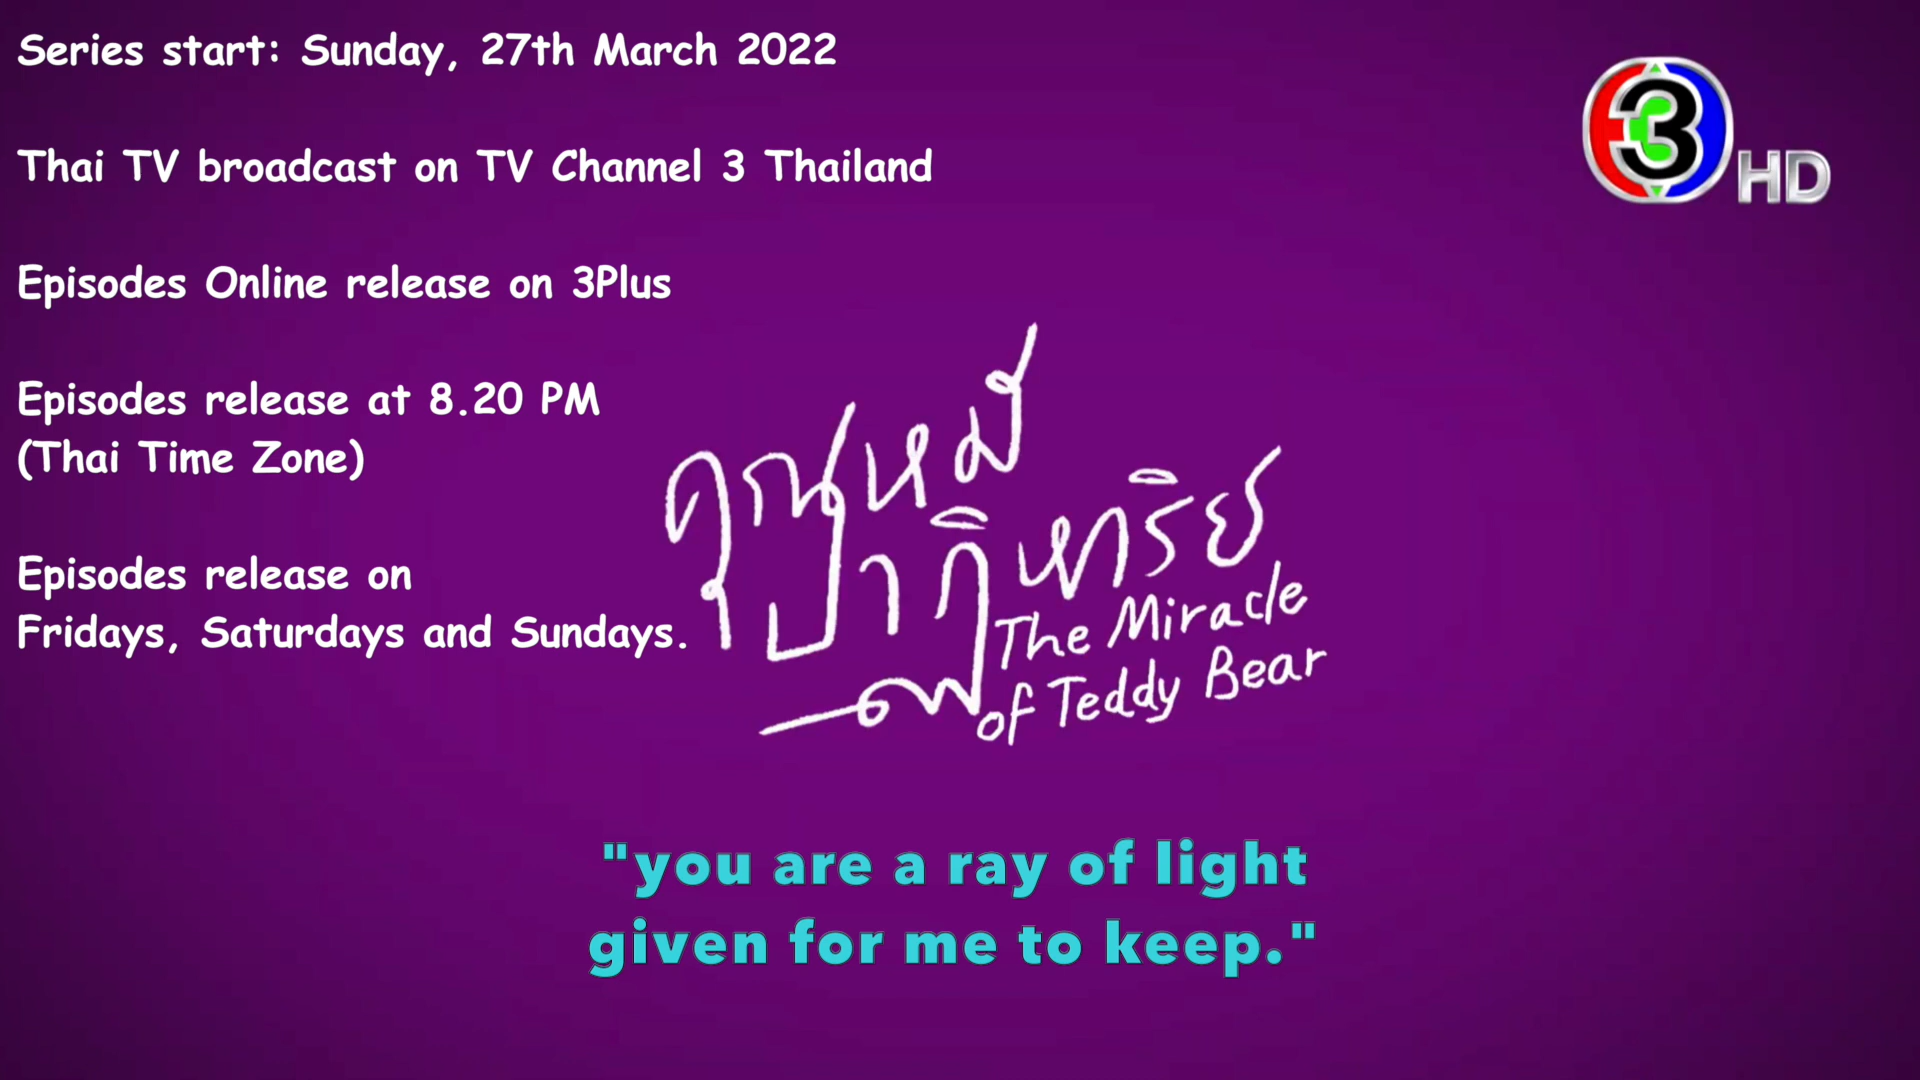 Series start: Sunday, 27th March 2022
Thai TV broadcast on TV Channel 3 Thailand
Episodes Online release on 3Plus
Episodes release at 8.20 PM
(Thai Time Zone)
Episodes release on
Fridays, Saturdays and Sundays.
3 HD
คุณหมี
ปาฏิหาริย์
The Miracle
of Teddy Bear
"you are a ray of light
given for me to keep."